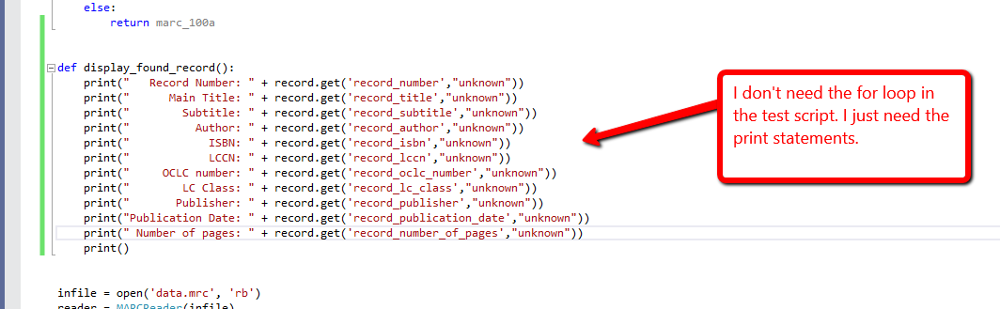 else:
return marc_100a
def display_found_record():
print("   Record Number: " + record.get('record_number',"unknown"))
print("      Main Title: " + record.get('record_title',"unknown"))
print("        Subtitle: " + record.get('record_subtitle',"unknown"))
print("          Author: " + record.get('record_author',"unknown"))
print("            ISBN: " + record.get('record_isbn',"unknown"))
print("            LCCN: " + record.get('record_lccn',"unknown"))
print("     OCLC number: " + record.get('record_oclc_number',"unknown"))
print("        LC Class: " + record.get('record_lc_class',"unknown"))
print("       Publisher: " + record.get('record_publisher',"unknown"))
print("Publication Date: " + record.get('record_publication_date',"unknown"))
print(" Number of pages: " + record.get('record_number_of_pages',"unknown"))
print()
infile = open('data.mrc', 'rb')
reader = MARCReader(infile)
I don't need the for loop in
the test script. I just need the
print statements.